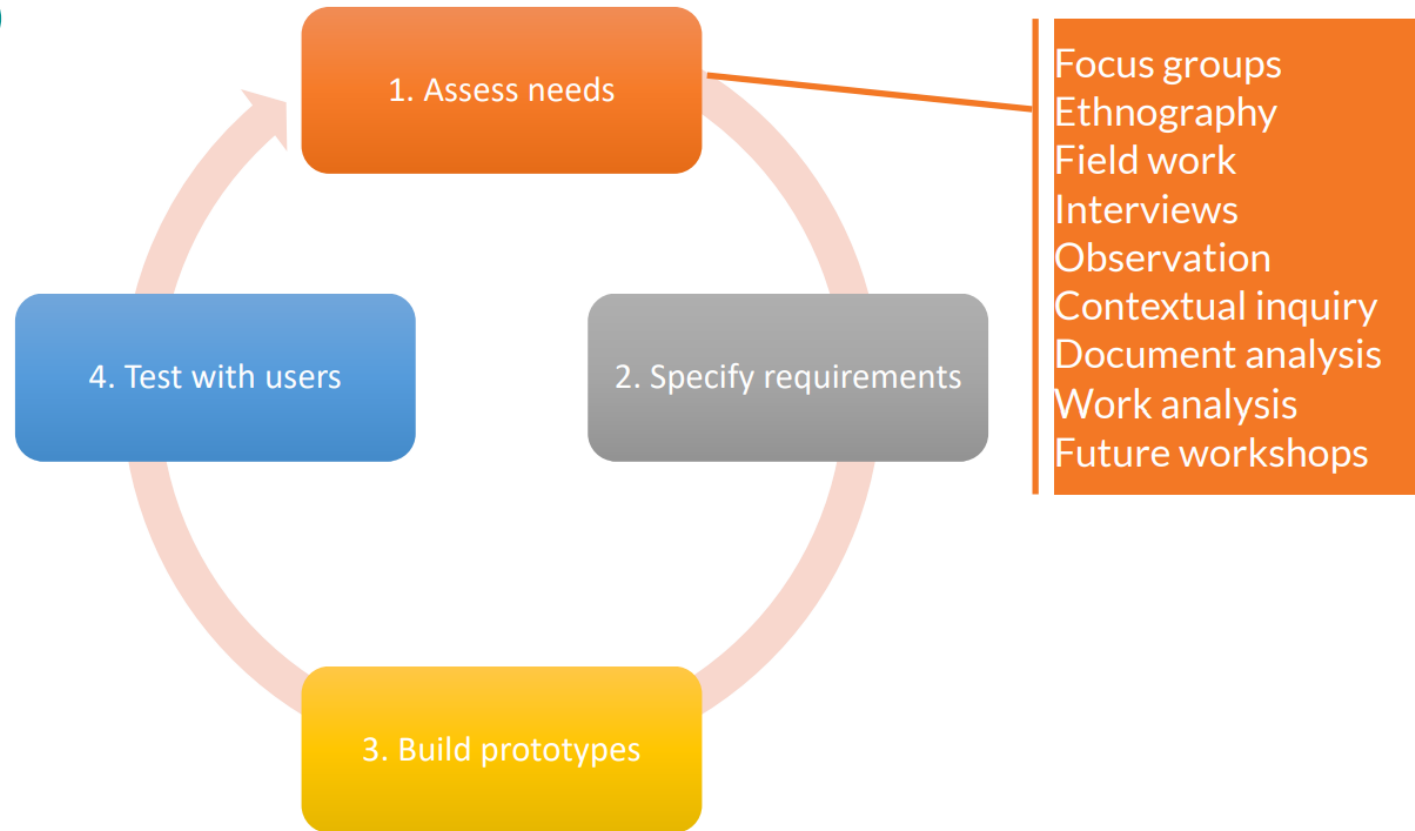 1. Assess needs
Focus groups
Ethnography
Field work
Interviews
Observation
Contextual inquiry
Document analysis
Work analysis
Future workshops
2. Specify requirements
3. Build prototypes
4. Test with users